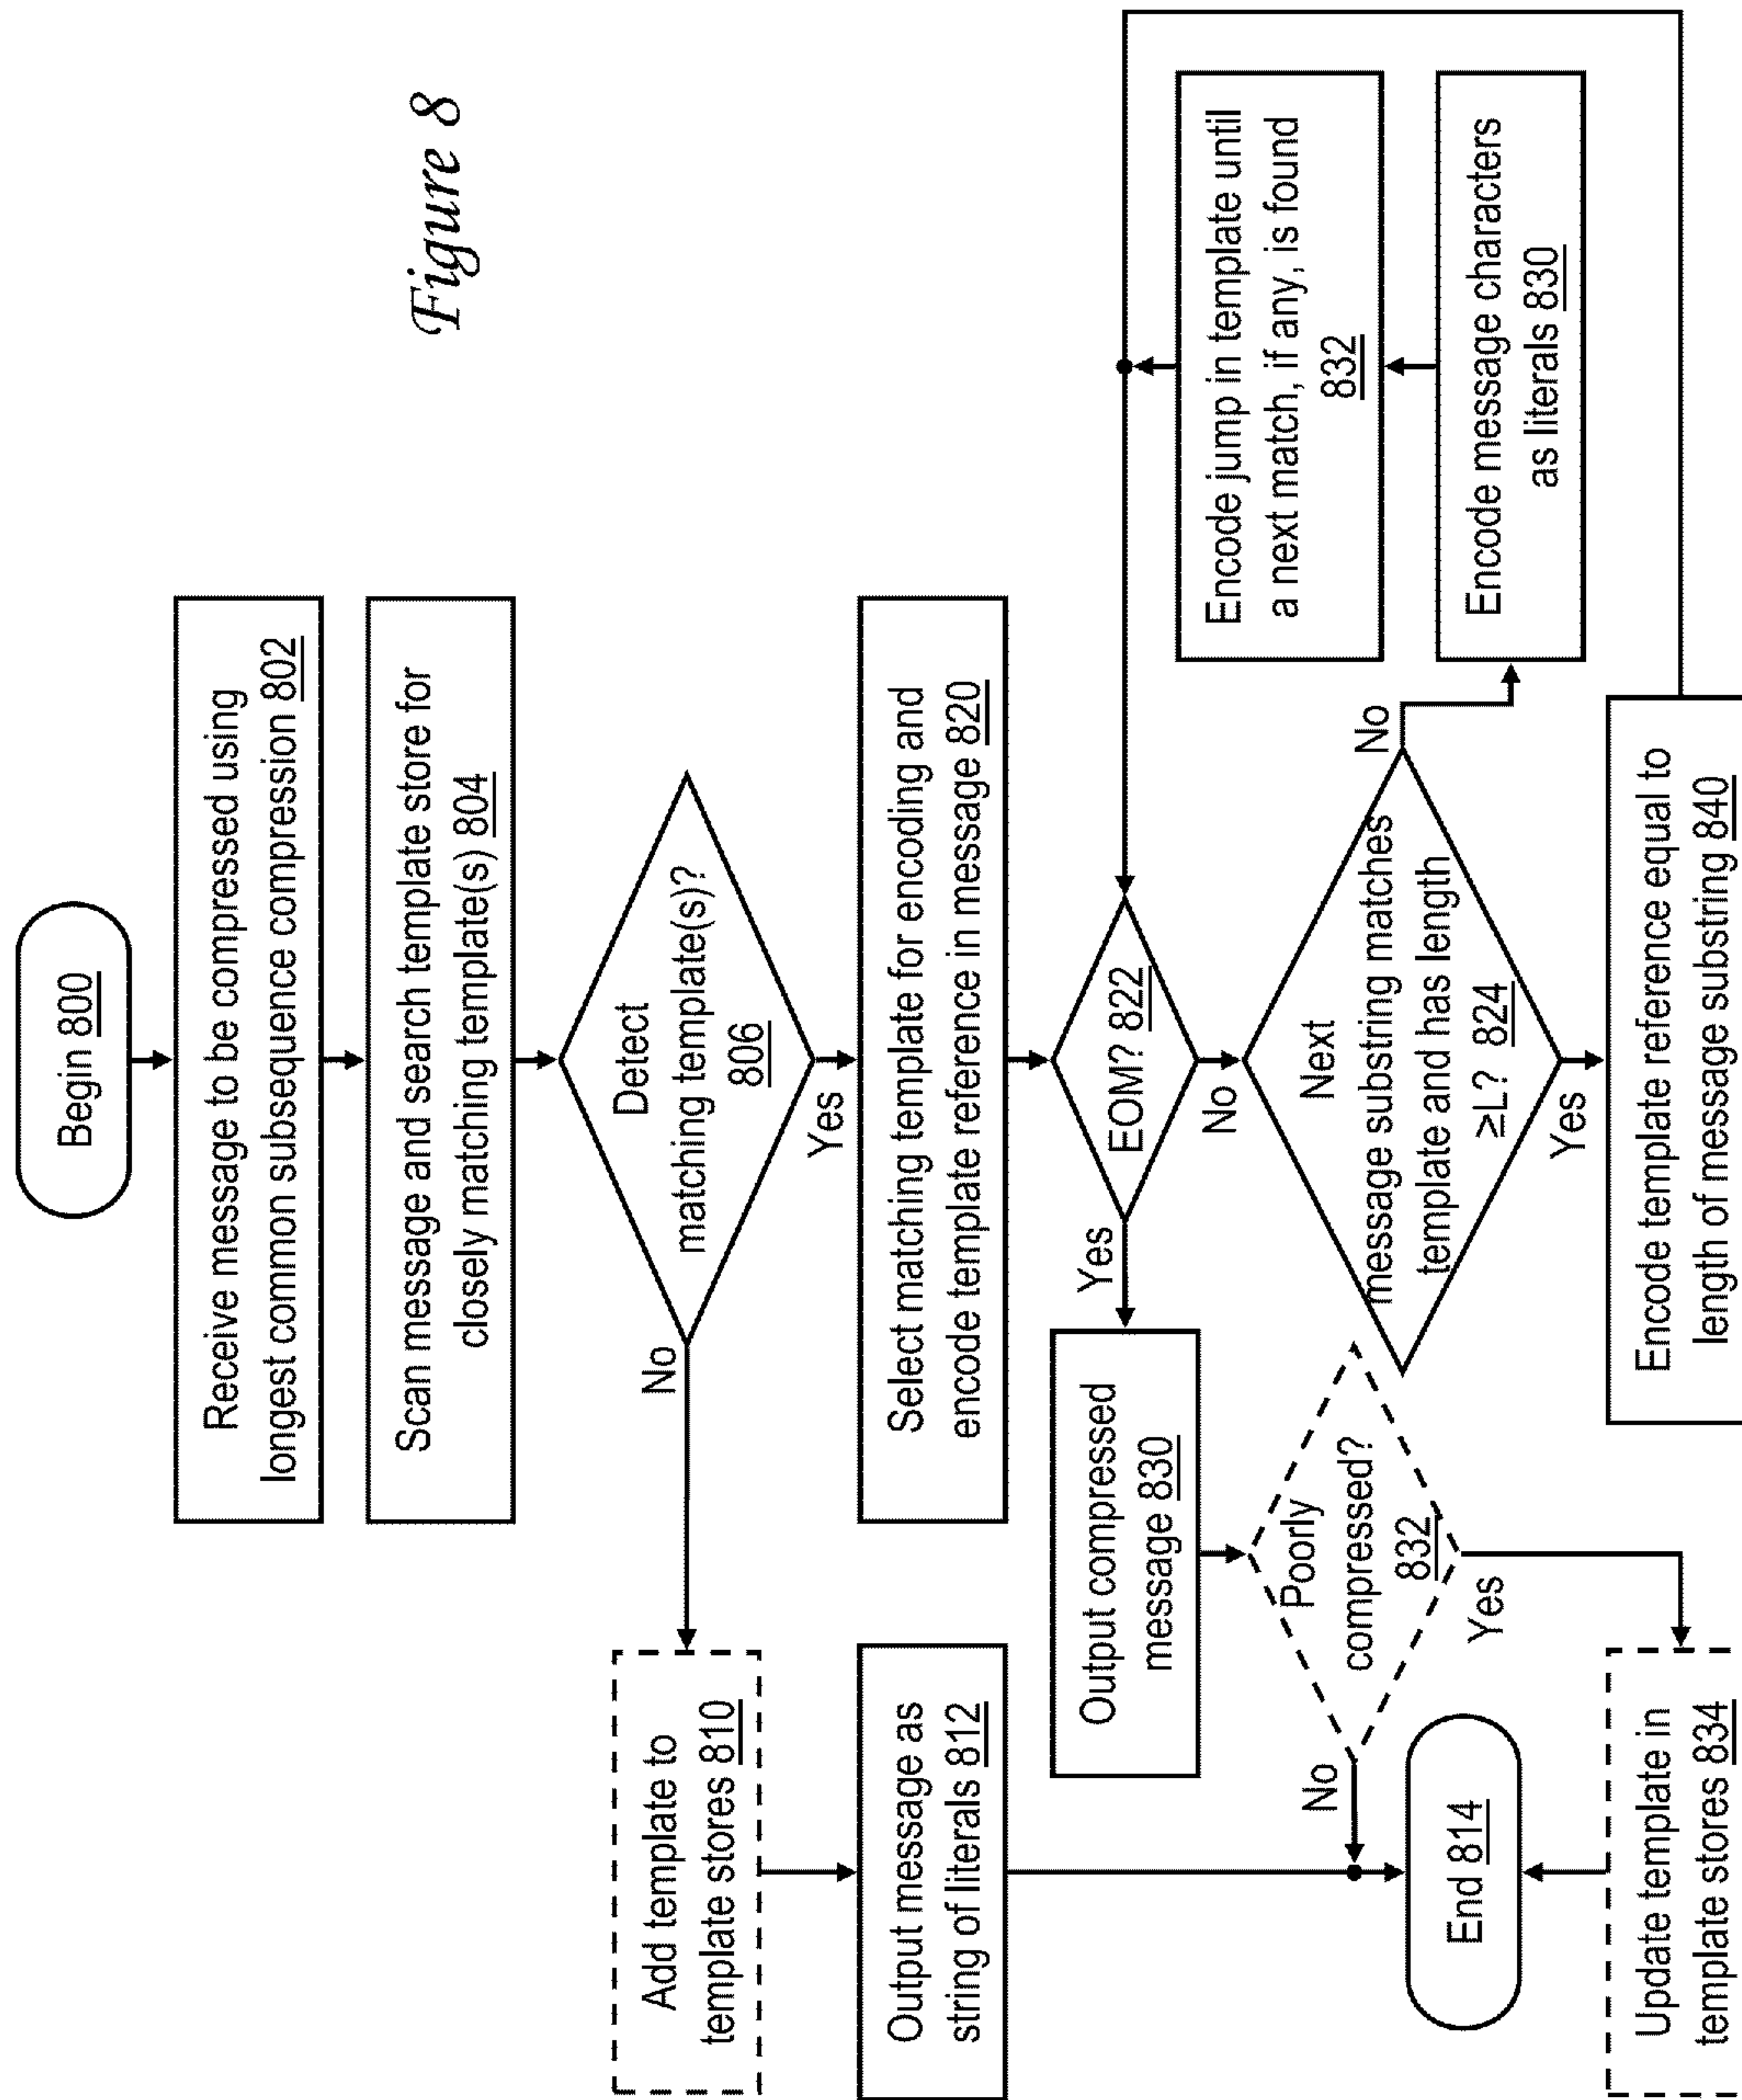 Begin 800
Receive message to be compressed using
longest common subsequence compression 802
Scan message and search template store for
closely matching template(s) 804
Detect
matching template(s)?
806
No
Yes
Add template to
template stores 810
Output message as
string of literals 812
Select matching template for encoding and
encode template reference in message 820
EOM? 822
Yes
No
Output compressed
message 830
Poorly
compressed?
832
No
Yes
End 814
Update template in
template stores 834
Next
message substring matches
template and has length
≥L? 824
No
Yes
Encode template reference equal to
length of message substring 840
Encode jump in template until
a next match, if any, is found
832
Encode message characters
as literals 830
Figure 8